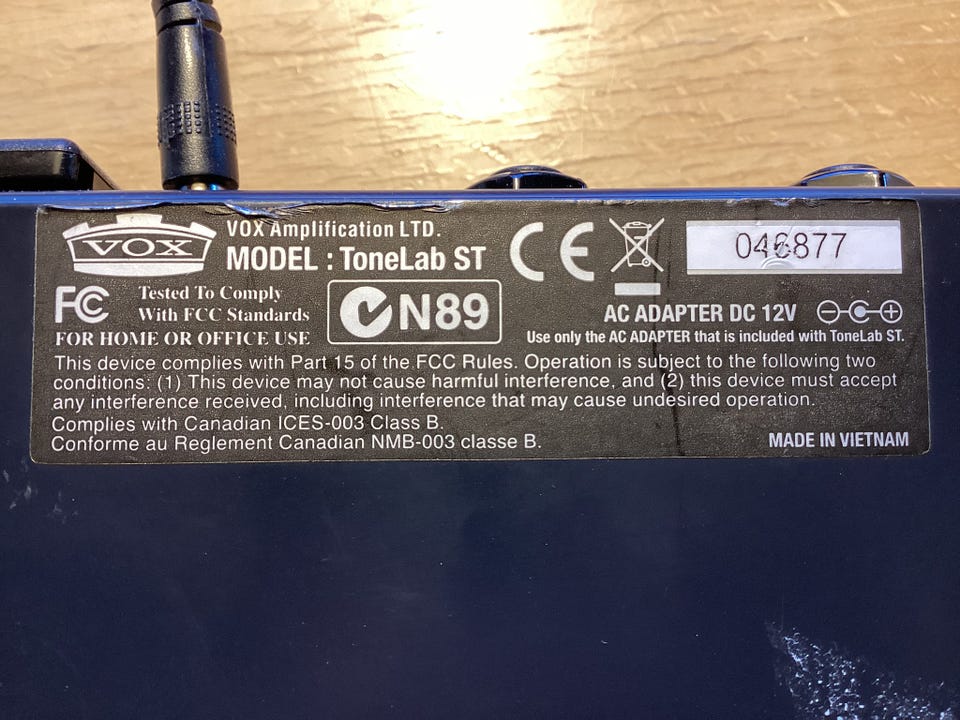 VOX
VOX Amplification LTD.
MODEL : ToneLab ST
CE
046877
FC
Tested To Comply
With FCC Standards
FOR HOME OR OFFICE USE
N89
AC ADAPTER DC 12V
Use only the AC ADAPTER that is included with ToneLab ST.
This device complies with Part 15 of the FCC Rules. Operation is subject to the following two
conditions: (1) This device may not cause harmful interference, and (2) this device must accept
any interference received, including interference that may cause undesired operation.
Complies with Canadian ICES-003 Class B.
Conforme au Reglement Canadian NMB-003 classe B.
MADE IN VIETNAM